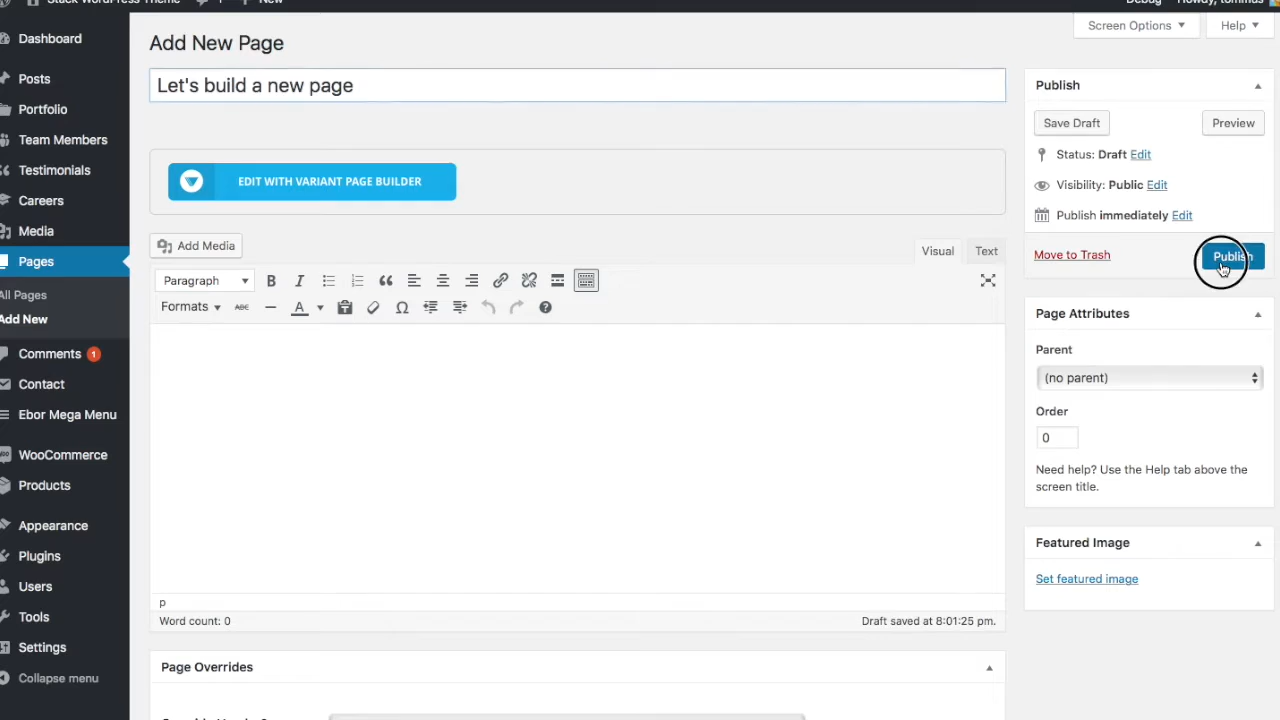 Stack WordPress Theme
New
Debug
Howdy, tommus
Screen Options
Help
Dashboard
Posts
Portfolio
Team Members
Testimonials
Careers
Media
Pages
All Pages
Add New
Comments 1
Contact
Ebor Mega Menu
WooCommerce
Products
Appearance
Plugins
Users
Tools
Settings
Collapse menu
Add New Page
Let's build a new page
EDIT WITH VARIANT PAGE BUILDER
Add Media
Visual
Text
Paragraph
B
I
Formats
ABC
A
p
Word count: 0
Draft saved at 8:01:25 pm.
Page Overrides
Publish
Save Draft
Preview
Status: Draft Edit
Visibility: Public Edit
Publish immediately Edit
Move to Trash
Publish
Page Attributes
Parent
(no parent)
Order
0
Need help? Use the Help tab above the
screen title.
Featured Image
Set featured image